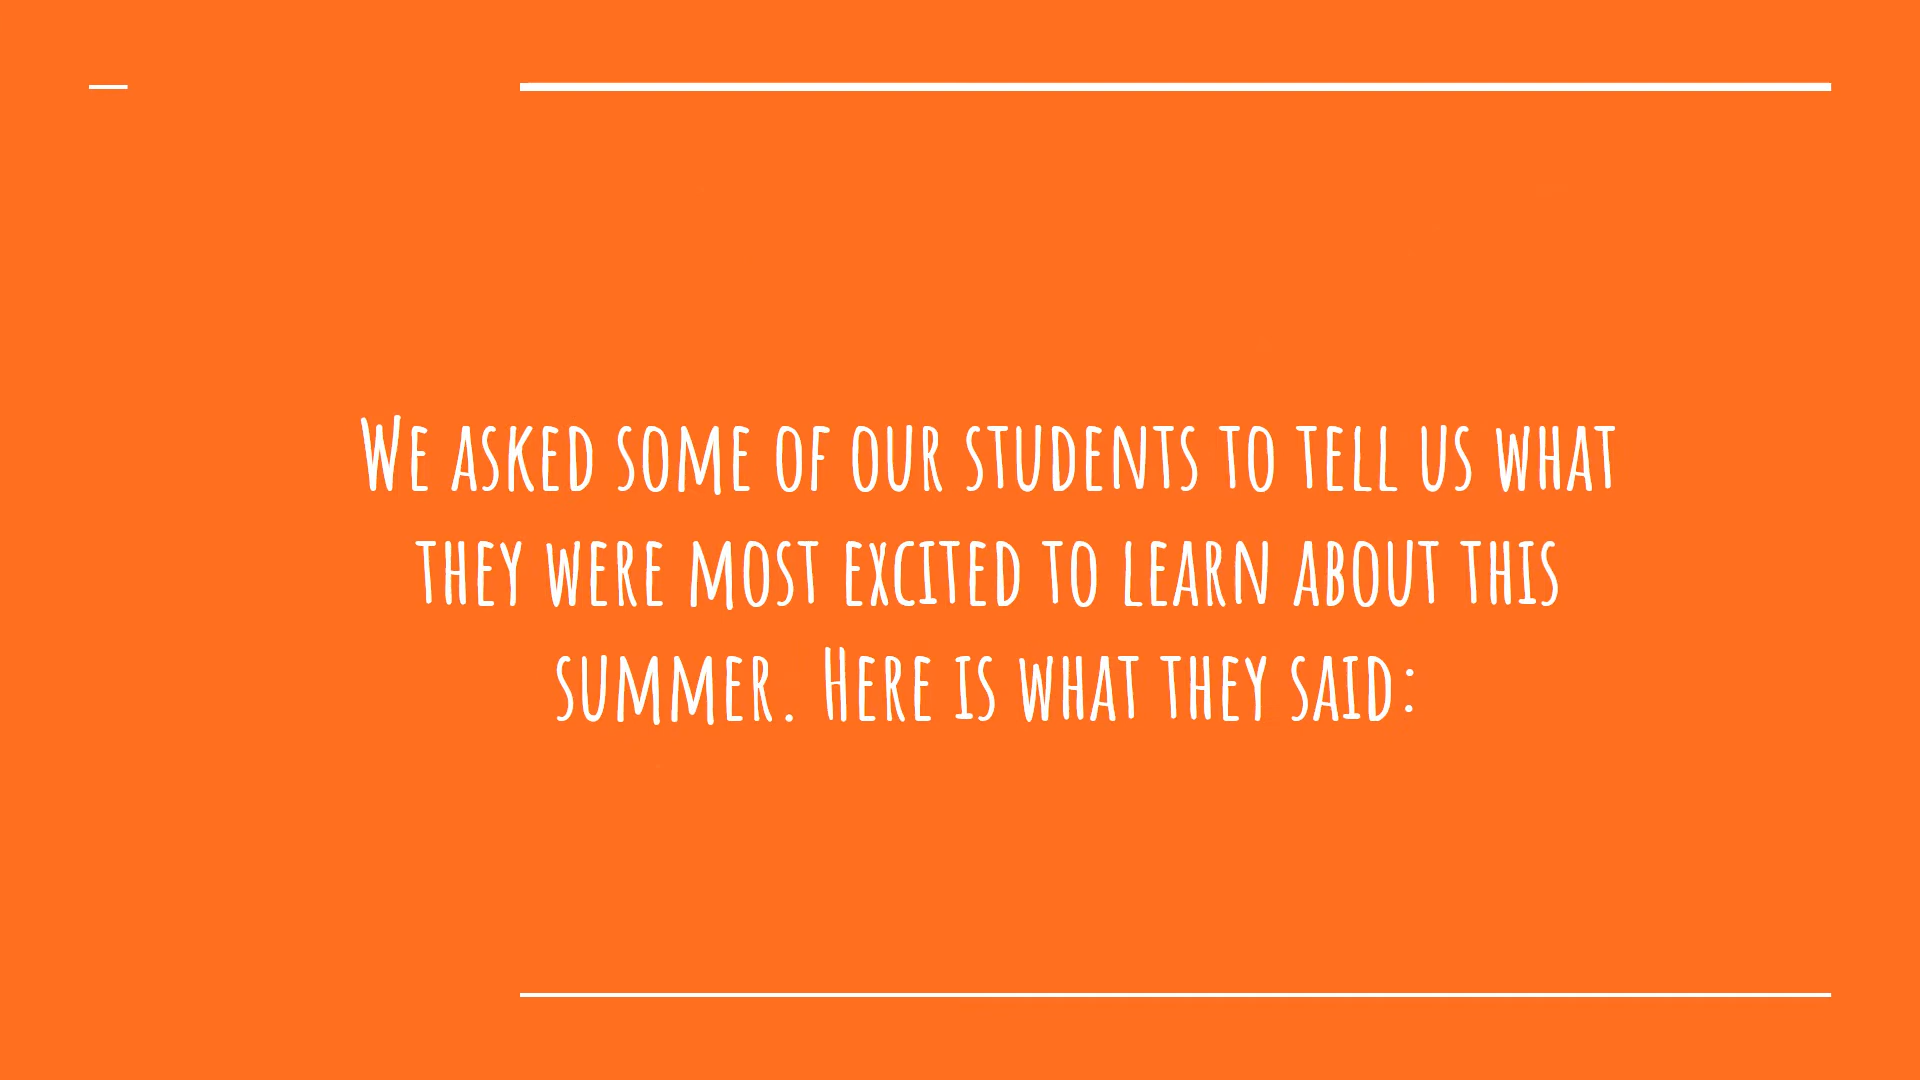 We asked some of our students to tell us what
they were most excited to learn about this
summer. Here is what they said: